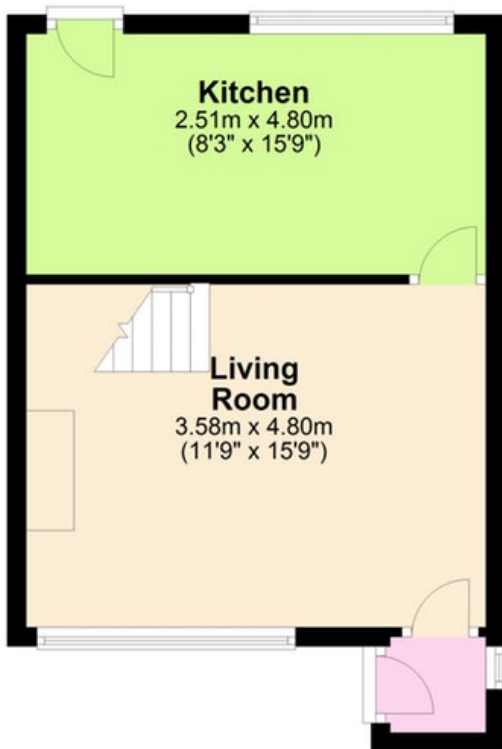 Kitchen
2.51m x 4.80m
(8'3" x 15'9")
Living
Room
3.58m x 4.80m
(11'9" x 15'9")